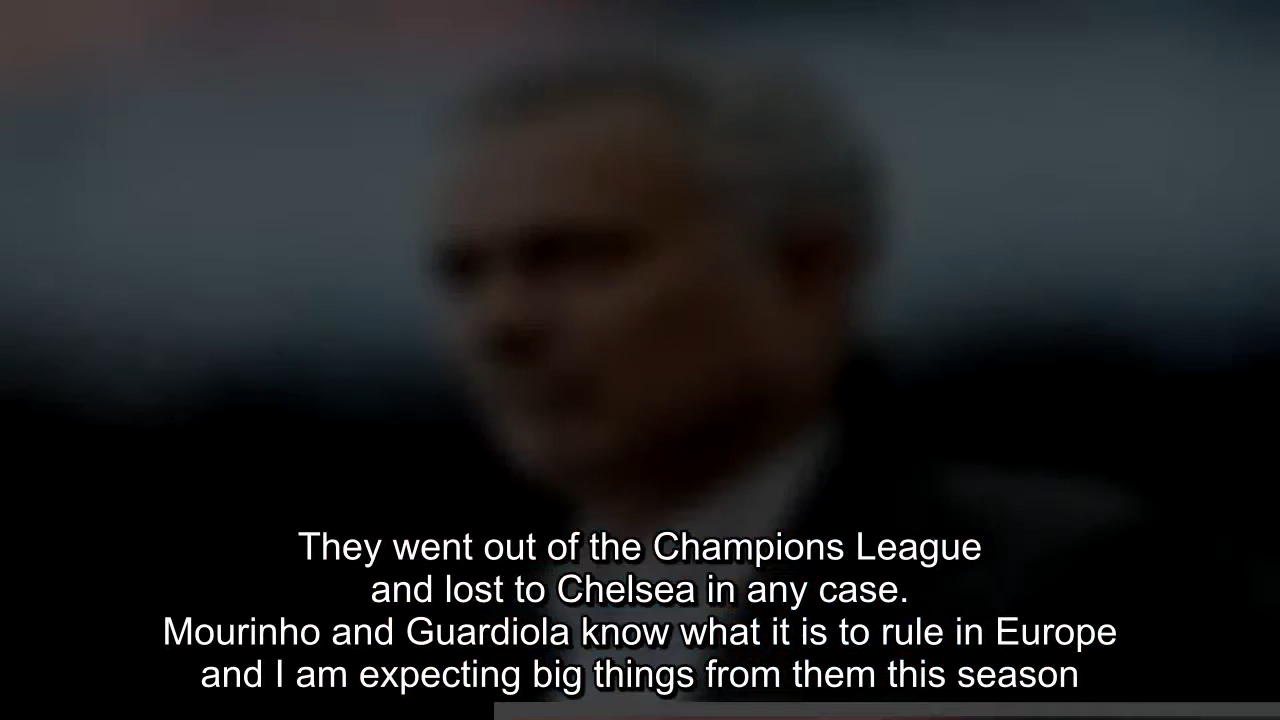 They went out of the Champions League
and lost to Chelsea in any case.
Mourinho and Guardiola know what it is to rule in Europe
and I am expecting big things from them this season